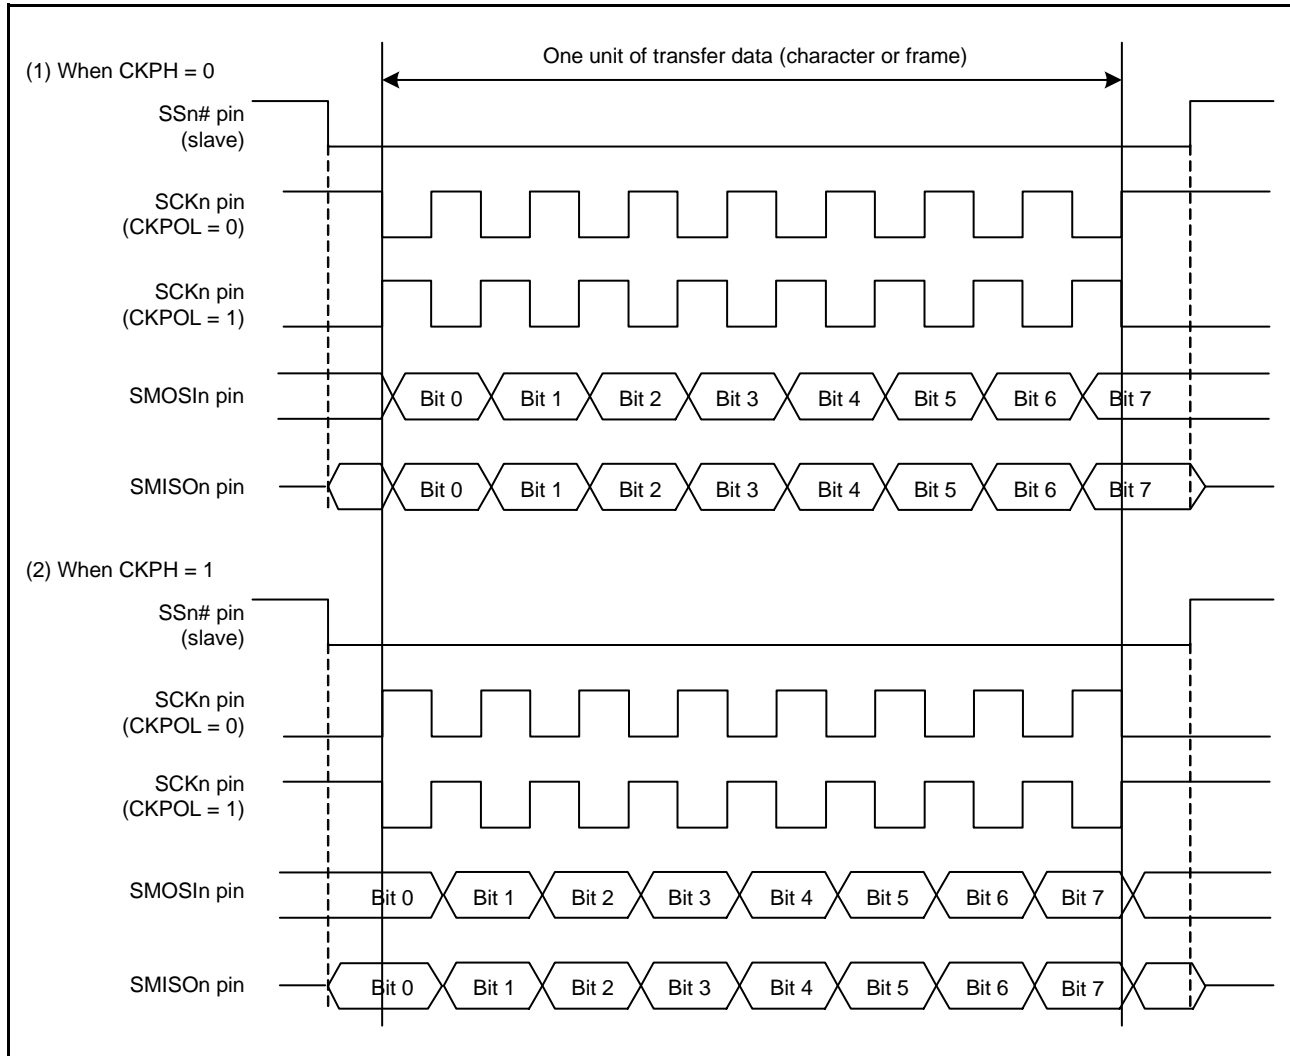 One unit of transfer data (character or frame)
(1) When CKPH = 0
SSn# pin
(slave)
SCKn pin
(CKPOL = 0)
SCKn pin
(CKPOL = 1)
SMOSIn pin
Bit 0 Bit 1 Bit 2 Bit 3 Bit 4 Bit 5 Bit 6 Bit 7
SMISOn pin
Bit 0 Bit 1 Bit 2 Bit 3 Bit 4 Bit 5 Bit 6 Bit 7
(2) When CKPH = 1
SSn# pin
(slave)
SCKn pin
(CKPOL = 0)
SCKn pin
(CKPOL = 1)
SMOSIn pin
Bit 0 Bit 1 Bit 2 Bit 3 Bit 4 Bit 5 Bit 6 Bit 7
SMISOn pin
Bit 0 Bit 1 Bit 2 Bit 3 Bit 4 Bit 5 Bit 6 Bit 7